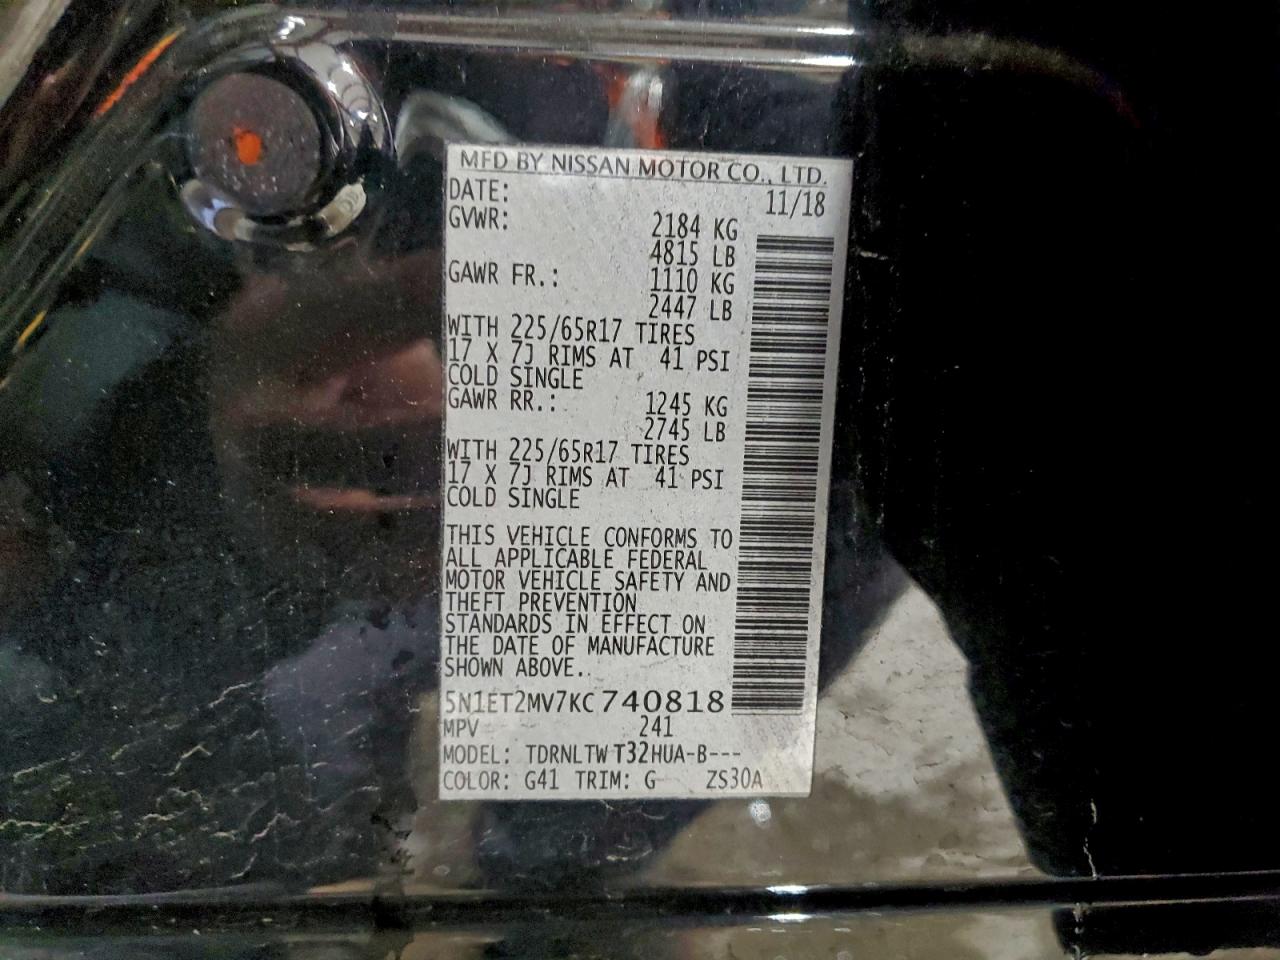 MFD BY NISSAN MOTOR CO., LTD.
DATE: 11/18
GVWR: 2184 KG
4815 LB
GAWR FR.: 1110 KG
2447 LB
WITH 225/65R17 TIRES
17 X 7J RIMS AT 41 PSI
COLD SINGLE
GAWR RR.: 1245 KG
2745 LB
WITH 225/65R17 TIRES
17 X 7J RIMS AT 41 PSI
COLD SINGLE
THIS VEHICLE CONFORMS TO
ALL APPLICABLE FEDERAL
MOTOR VEHICLE SAFETY AND
THEFT PREVENTION
STANDARDS IN EFFECT ON
THE DATE OF MANUFACTURE
SHOWN ABOVE..
5N1ET2MV7KC740818
MPV 241
MODEL: TDRNLTWT32HUA-B---
COLOR: G41 TRIM: G ZS30A